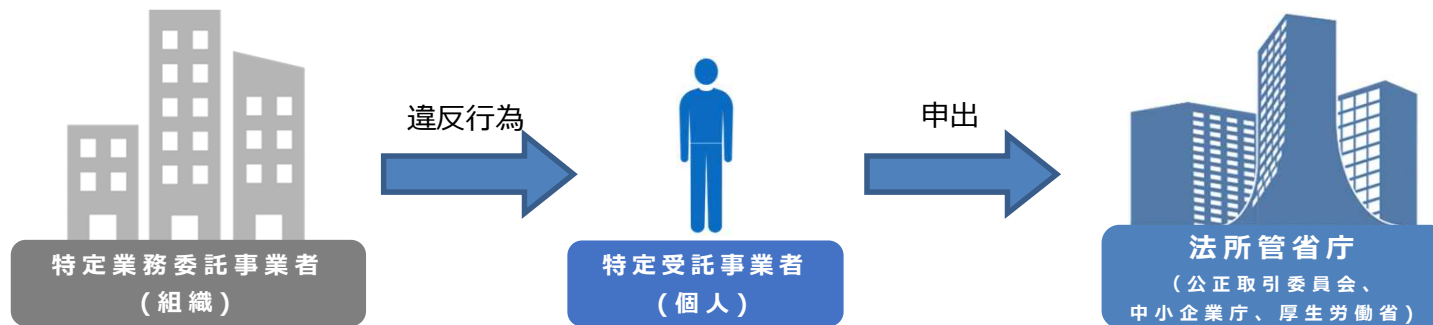 違反行為
申出
特定業務委託事業者
(組織)
特定受託事業者
(個人)
法所管省庁
(公正取引委員会、
中小企業庁、厚生労働省)